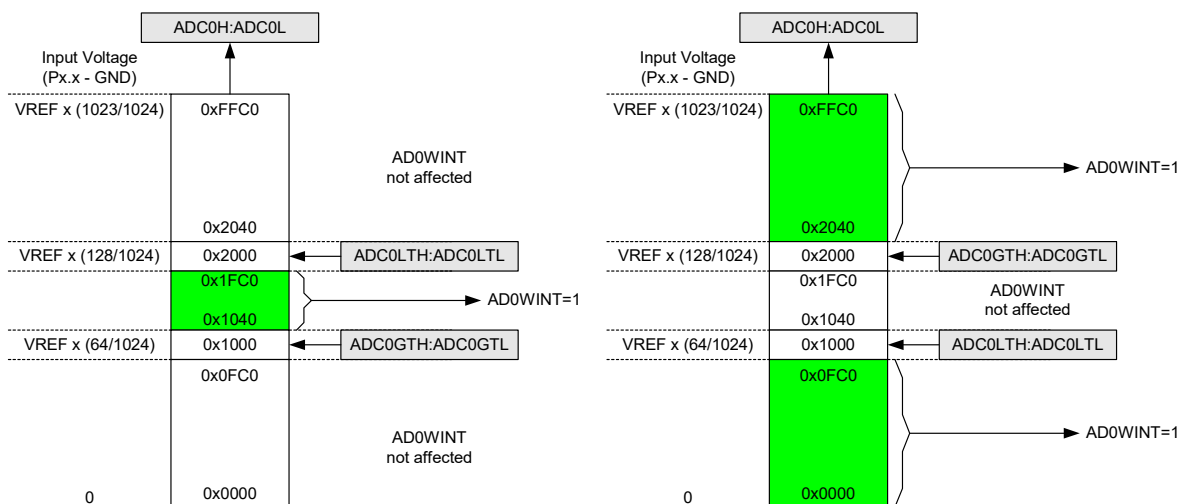 ADC0H:ADC0L
Input Voltage
(Px.x - GND)
VREF x (1023/1024)
0xFFC0
AD0WINT
not affected
0x2040
VREF x (128/1024)
0x2000
ADC0LTH:ADC0LTL
0x1FC0
AD0WINT=1
0x1040
VREF x (64/1024)
0x1000
ADC0GTH:ADC0GTL
0x0FC0
AD0WINT
not affected
0
0x0000
ADC0H:ADC0L
Input Voltage
(Px.x - GND)
VREF x (1023/1024)
0xFFC0
AD0WINT=1
0x2040
VREF x (128/1024)
0x2000
ADC0GTH:ADC0GTL
0x1FC0
AD0WINT
not affected
0x1040
VREF x (64/1024)
0x1000
ADC0LTH:ADC0LTL
0x0FC0
AD0WINT=1
0
0x0000